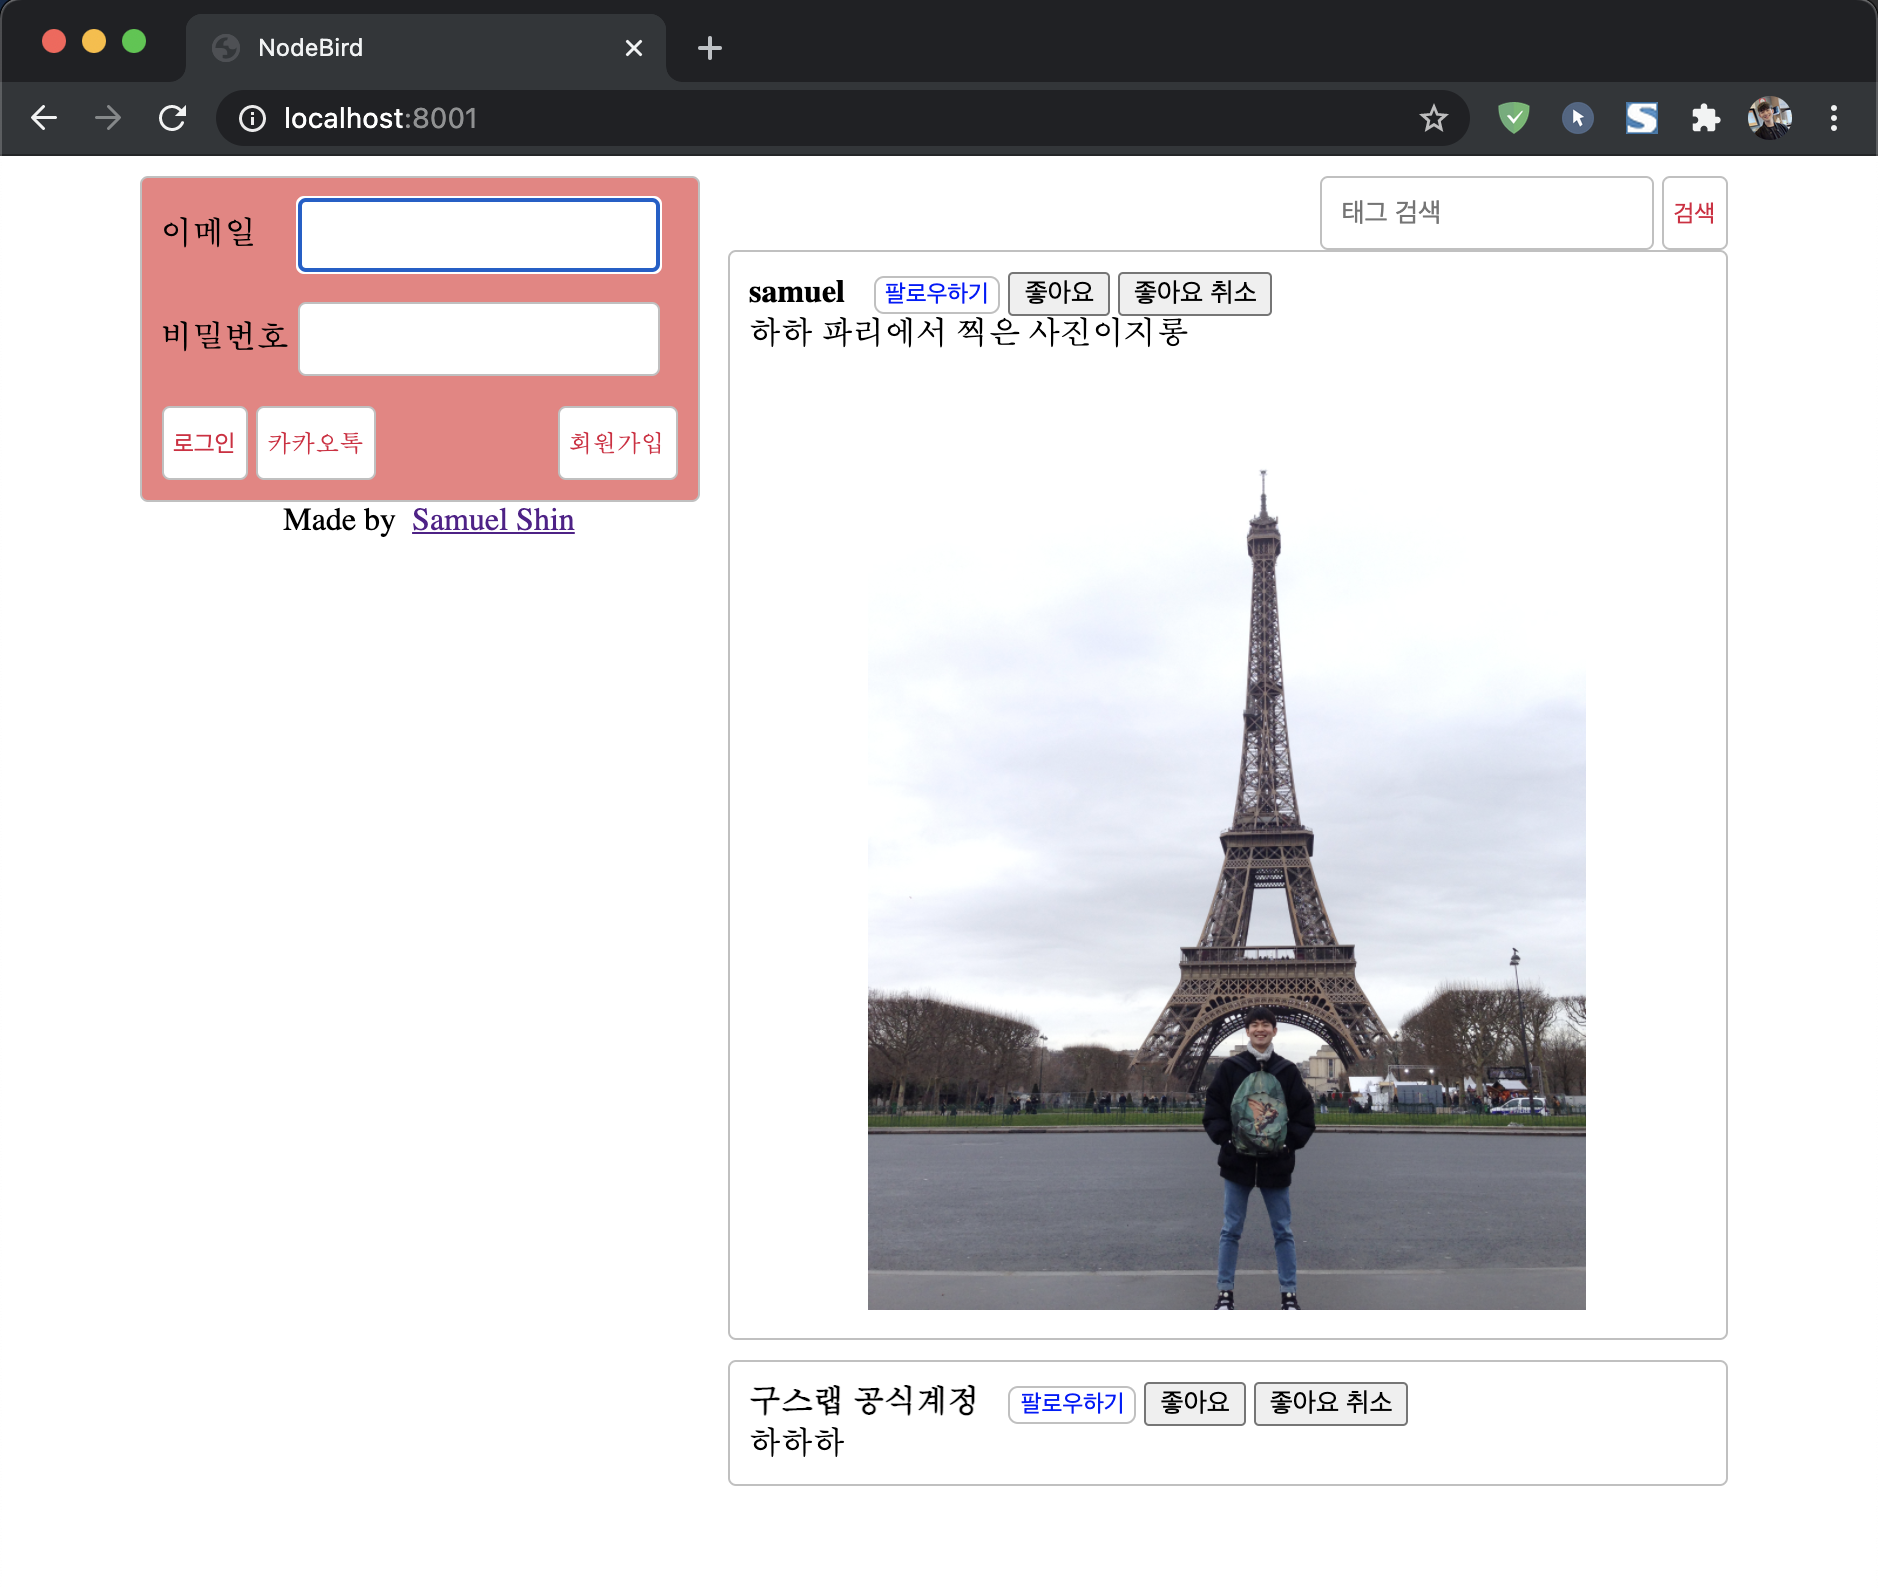 NodeBird
localhost:8001
이메일
비밀번호
로그인 카카오톡 회원가입
Made by Samuel Shin
태그 검색 검색
samuel 팔로우하기 좋아요 좋아요 취소
하하 파리에서 찍은 사진이지롱
구스랩 공식계정 팔로우하기 좋아요 좋아요 취소
하하하